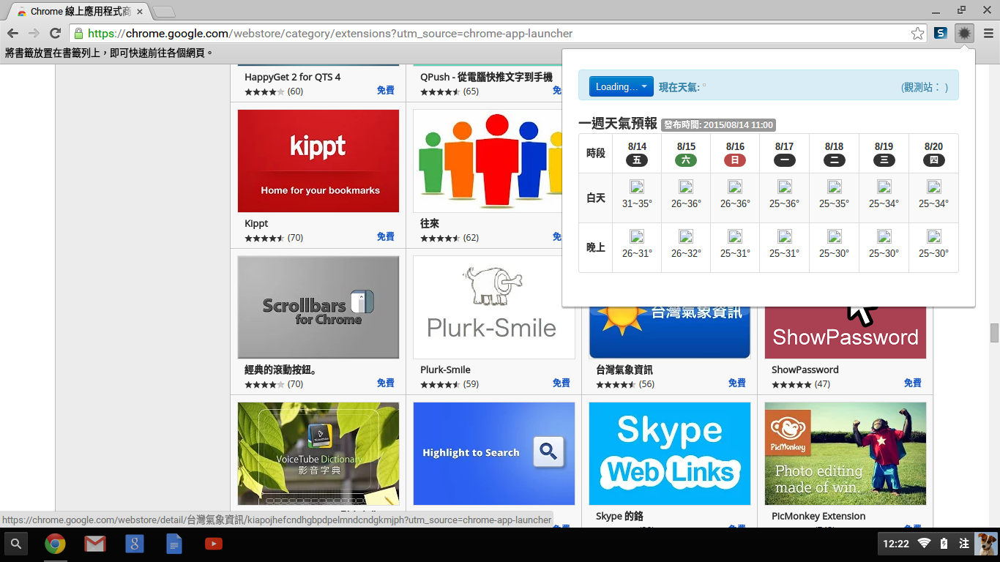 Chrome 線上應用程式商
https://chrome.google.com/webstore/category/extensions?utm_source=chrome-app-launcher
將書籤放置在書籤列上，即可快速前往各個網頁。
HappyGet 2 for QTS 4
(60) 免費
QPush - 從電腦快推文字到手機
(65) 免
Loading... 現在天氣: ° (觀測站： )
一週天氣預報 發布時間: 2015/08/14 11:00
時段 8/14 8/15 8/16 8/17 8/18 8/19 8/20
五 六 日 一 二 三 四
白天 31~35° 26~36° 26~36° 25~36° 25~35° 25~34° 25~34°
晚上 26~31° 26~32° 25~31° 25~31° 25~30° 25~30° 25~30°
kippt
Home for your bookmarks
Kippt
(70) 免費
往來
(62) 免
Scrollbars
for Chrome
經典的滾動按鈕。
(70) 免費
Plurk-Smile
Plurk-Smile
(59) 免費
台灣氣象資訊
台灣氣象資訊
(56) 免費
ShowPassword
ShowPassword
(47) 免費
VoiceTube Dictionary
影音字典
Highlight to Search
Skype
Web Links
Skype 的鉻
PicMonkey
Photo editing
made of win.
PicMonkey Extension
https://chrome.google.com/webstore/detail/台灣氣象資訊/kiapojhefcndhgbpdpelmndcndgkmjph?utm_source=chrome-app-launcher
12:22 注